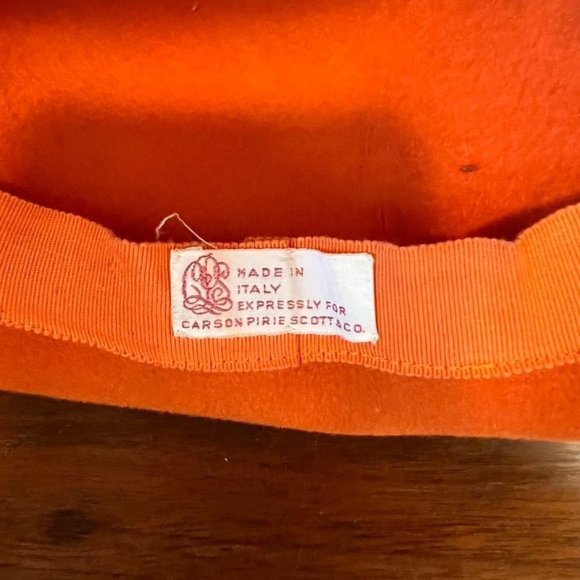 MADE IN
ITALY
EXPRESSLY FOR
CARSON PIRIE SCOTT & CO.